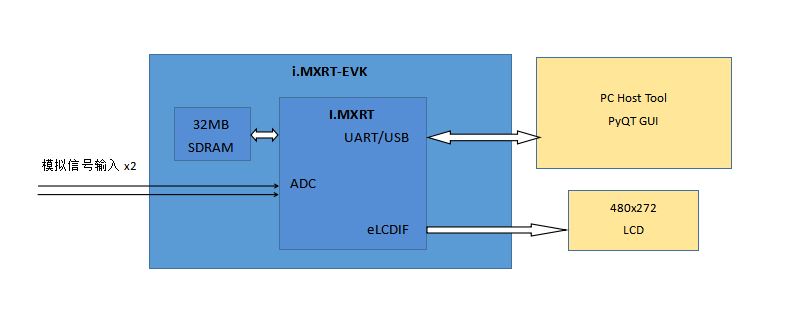 i.MXRT-EVK
I.MXRT
32MB
SDRAM
UART/USB
模拟信号输入 x2
ADC
eLCDIF
PC Host Tool
PyQT GUI
480x272
LCD